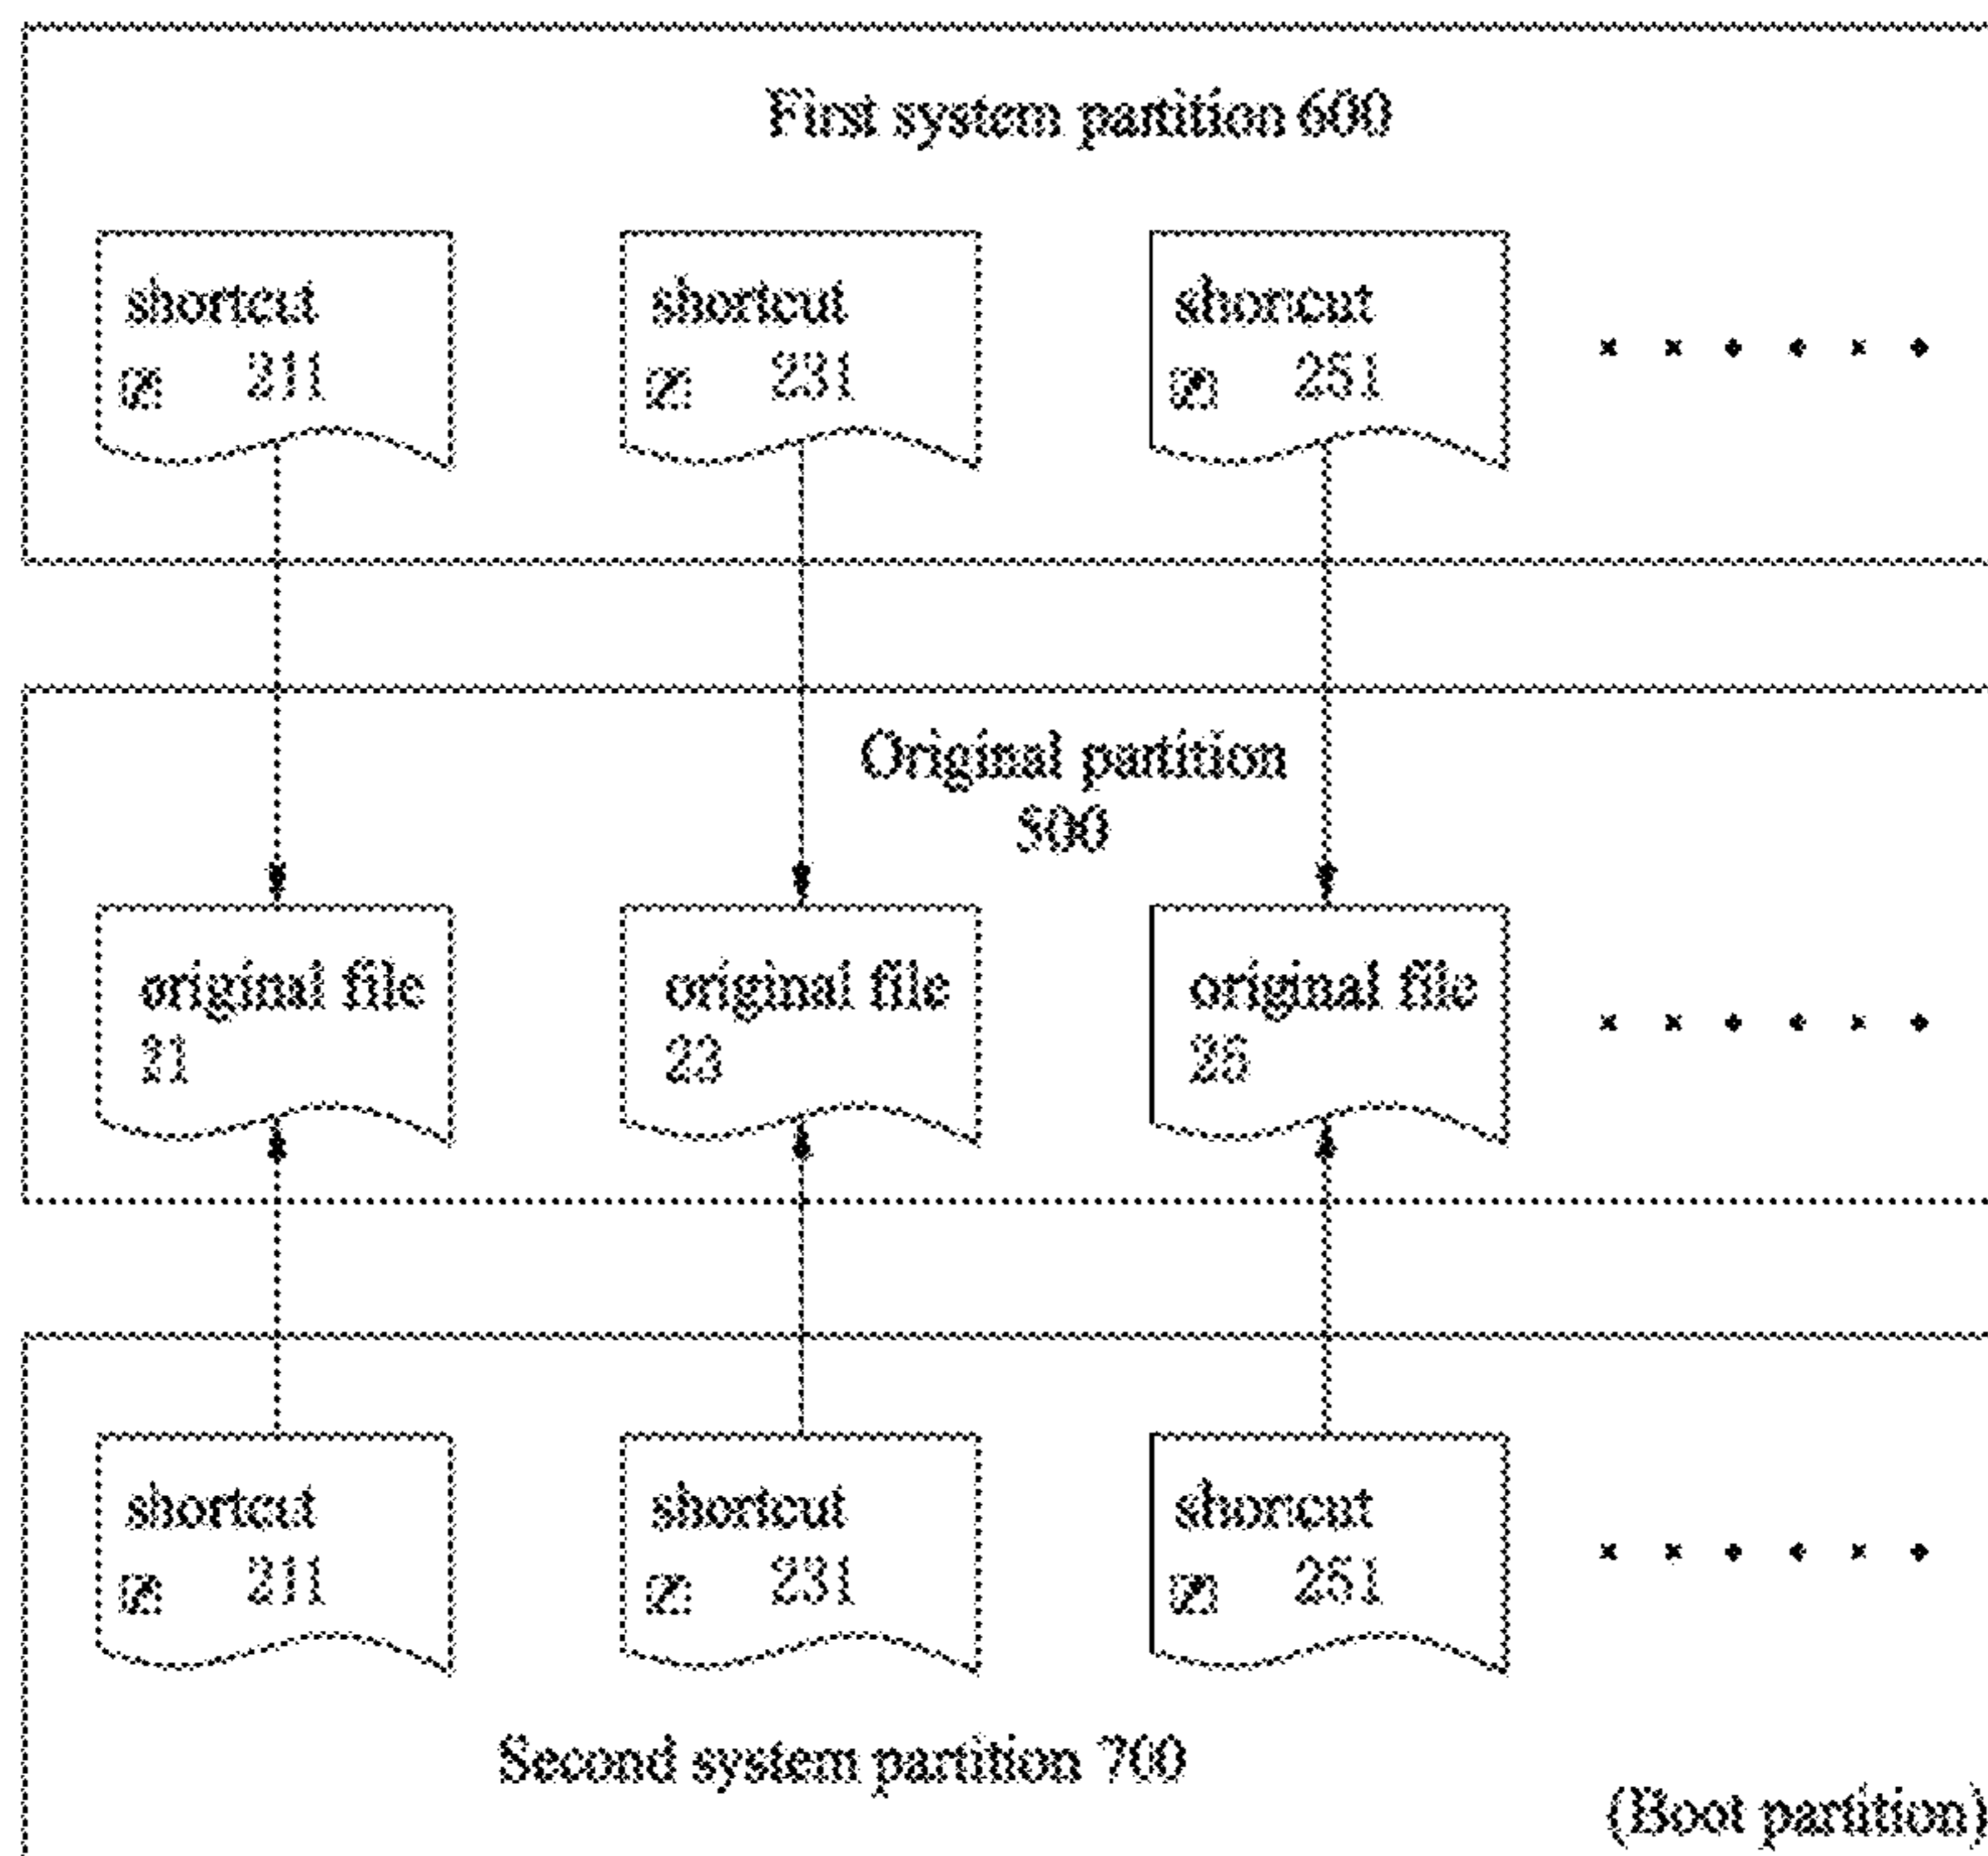 First system partition 600
shortcut
211
shortcut
231
shorcut
251
Original partition
500
original file
21
original file
23
original file
25
shortcut
211
shortcut
231
shorcut
251
Second system partition 700
(Boot partition)